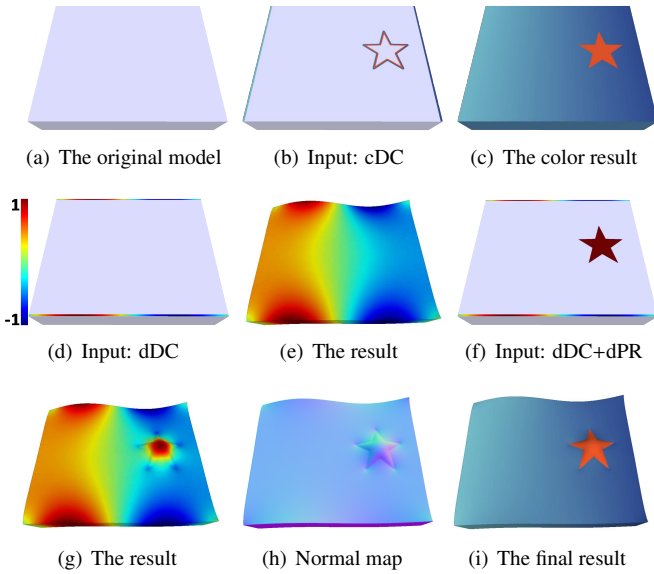 (a) The original model
(b) Input: cDC
(c) The color result
1
-1
(d) Input: dDC
(e) The result
(f) Input: dDC+dPR
(g) The result
(h) Normal map
(i) The final result